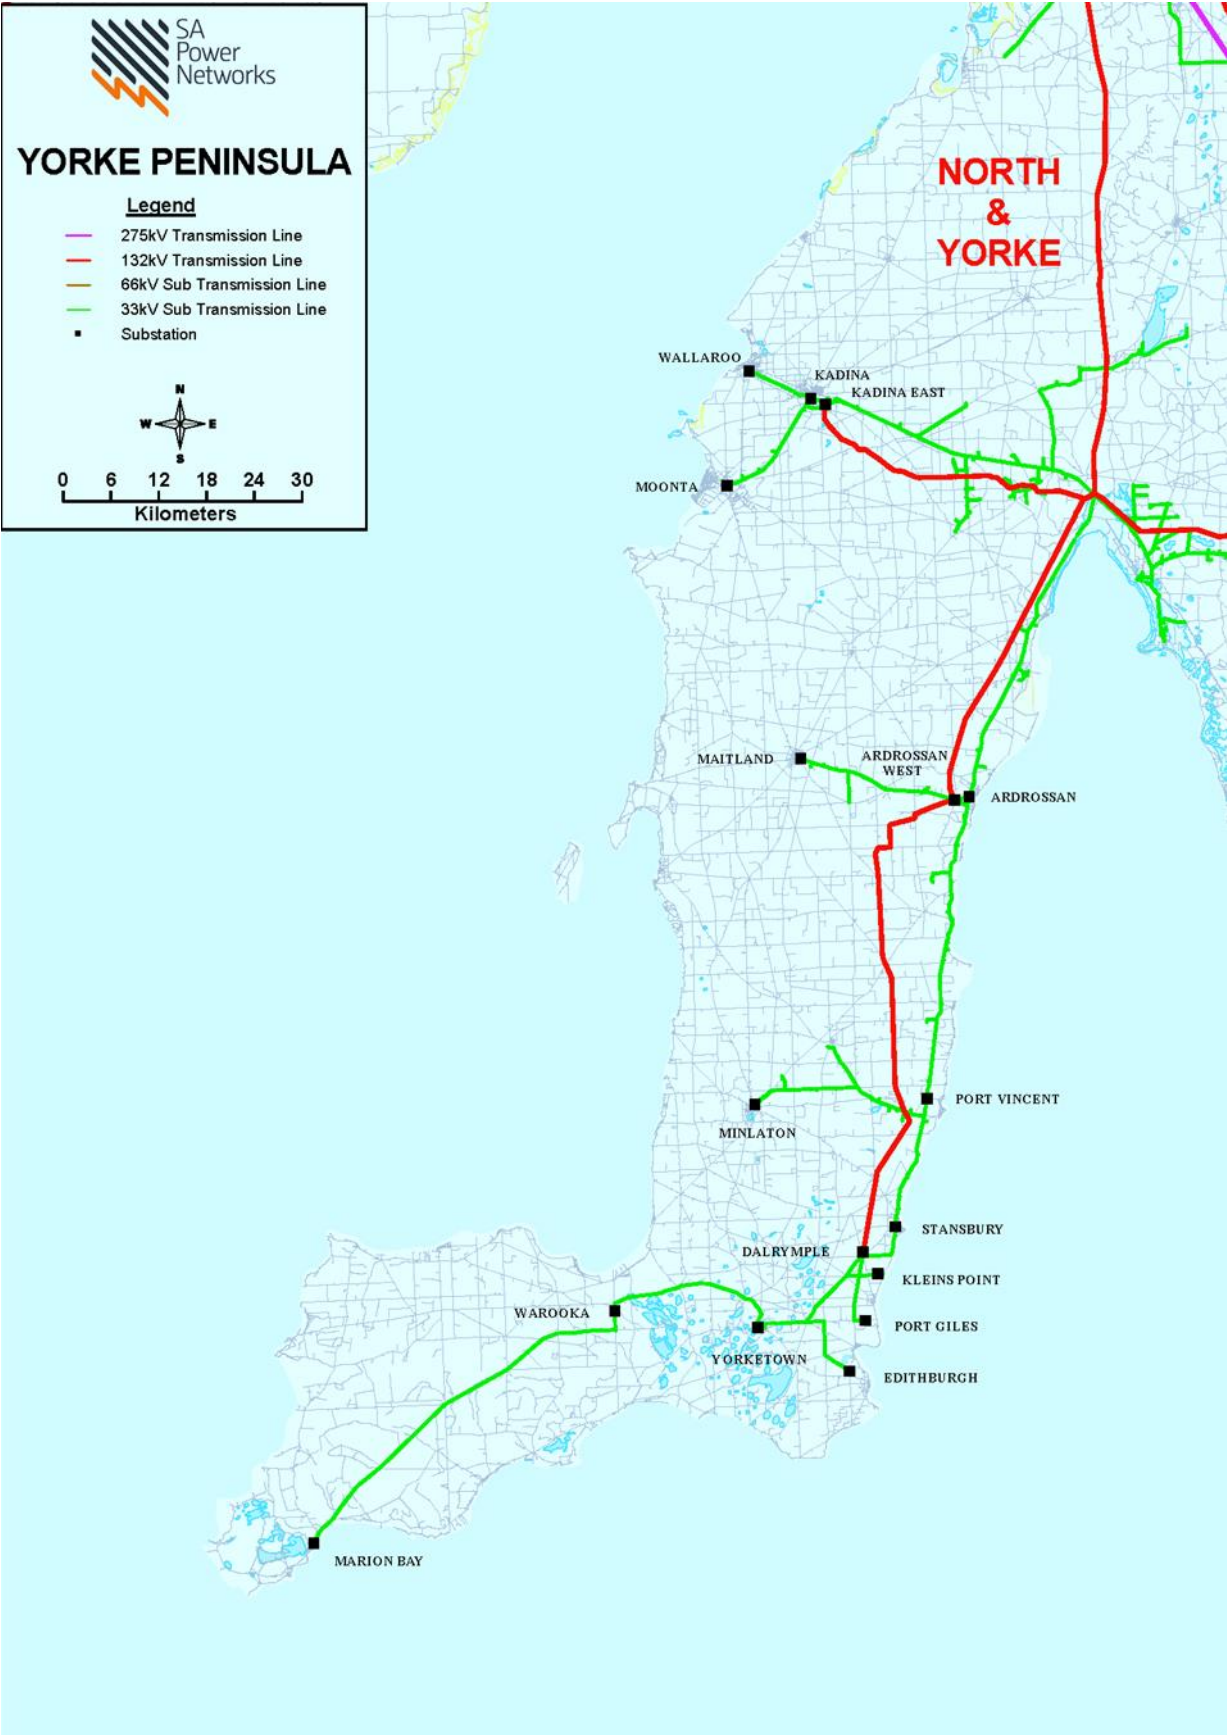 SA
Power
Networks
YORKE PENINSULA
Legend
275kV Transmission Line
132kV Transmission Line
66kV Sub Transmission Line
33kV Sub Transmission Line
Substation
N
W E
S
0 6 12 18 24 30
Kilometers
NORTH
&
YORKE
WALLAROO
KADINA
KADINA EAST
MOONTA
MAITLAND
ARDROSSAN
WEST
ARDROSSAN
PORT VINCENT
MINLATON
STANSBURY
DALRYMPLE
KLEINS POINT
WAROOKA
PORT GILES
YORKETOWN
EDITHBURGH
MARION BAY